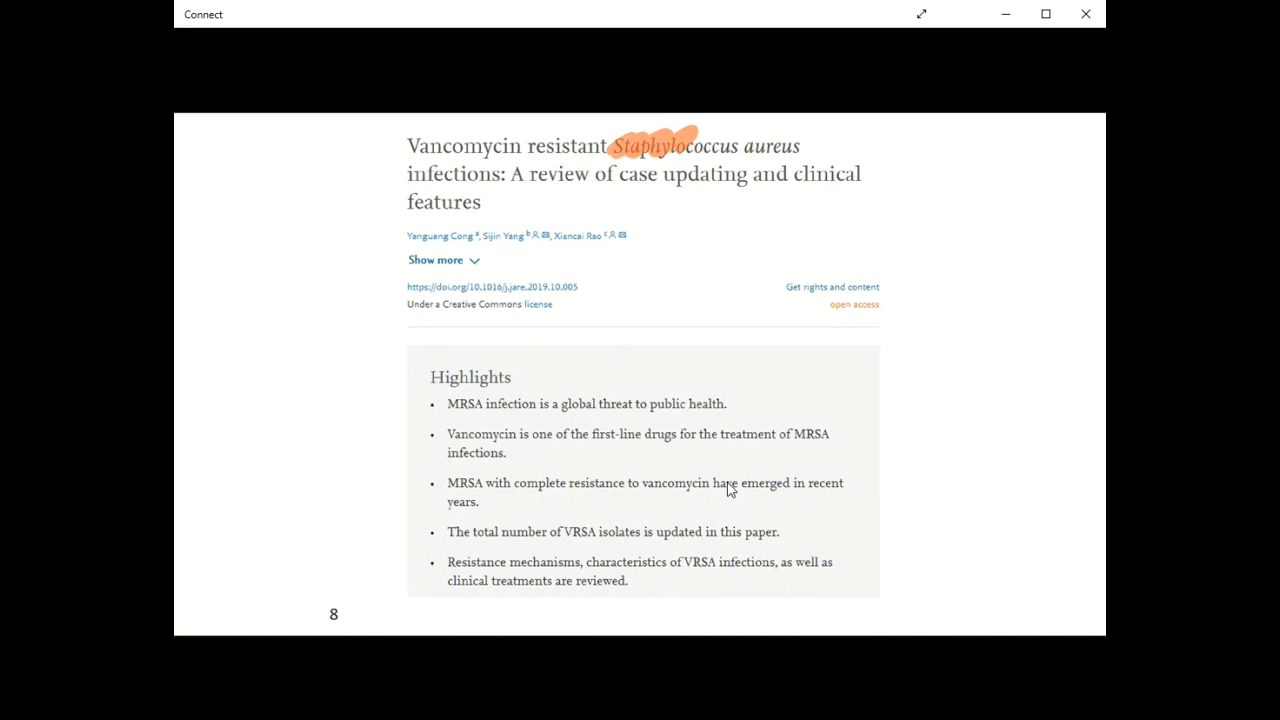 Connect
Vancomycin resistant Staphylococcus aureus
infections: A review of case updating and clinical
features
Yanguang Cong a, Sijin Yang b, Xiancai Rao c
Show more
https://doi.org/10.1016/j.jare.2019.10.005 Get rights and content
Under a Creative Commons license open access
Highlights
• MRSA infection is a global threat to public health.
• Vancomycin is one of the first-line drugs for the treatment of MRSA
infections.
• MRSA with complete resistance to vancomycin have emerged in recent
years.
• The total number of VRSA isolates is updated in this paper.
• Resistance mechanisms, characteristics of VRSA infections, as well as
clinical treatments are reviewed.
8